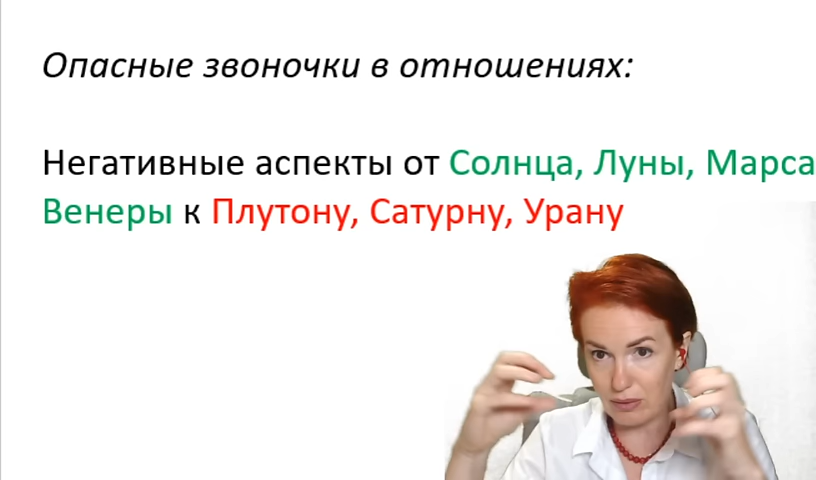 Опасные звоночки в отношениях:
Негативные аспекты от Солнца, Луны, Марса
Венеры к Плутону, Сатурну, Урану